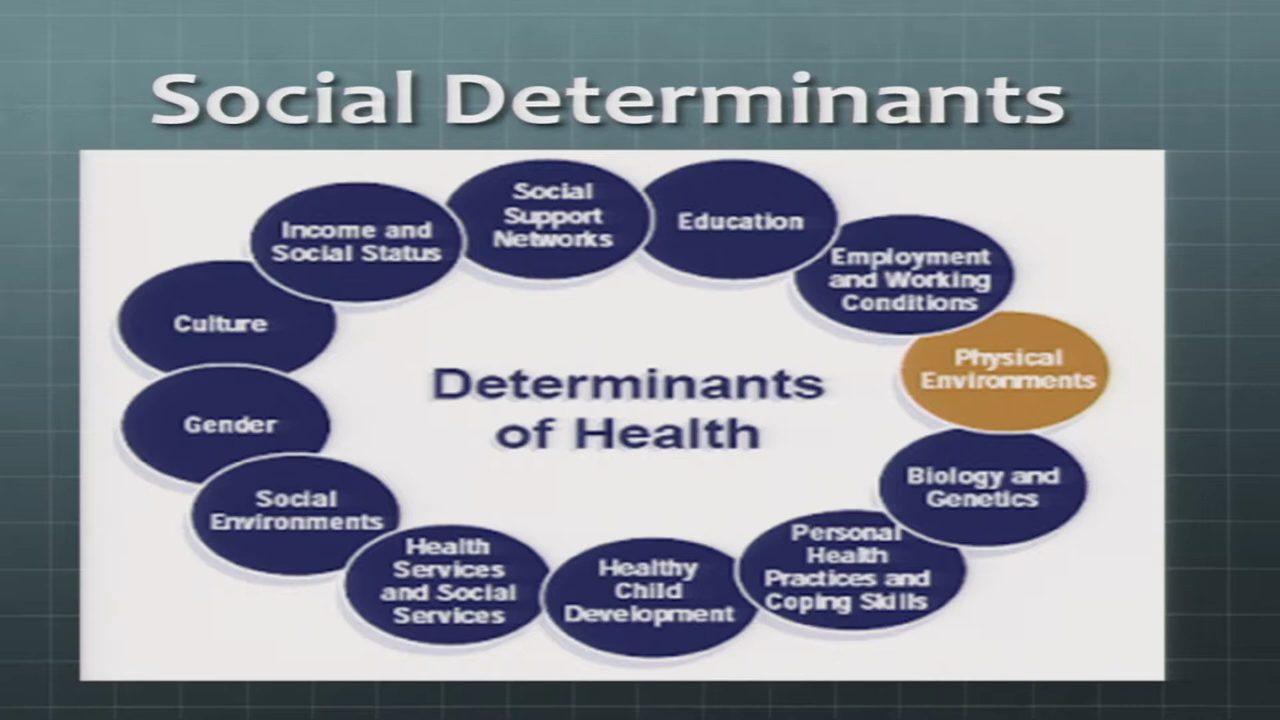 Social Determinants
Social
Support
Networks
Education
Employment
and Working
Conditions
Physical
Environments
Biology and
Genetics
Personal
Health
Practices and
Coping Skills
Healthy
Child
Development
Health
Services
and Social
Services
Social
Environments
Gender
Culture
Income and
Social Status
Determinants
of Health